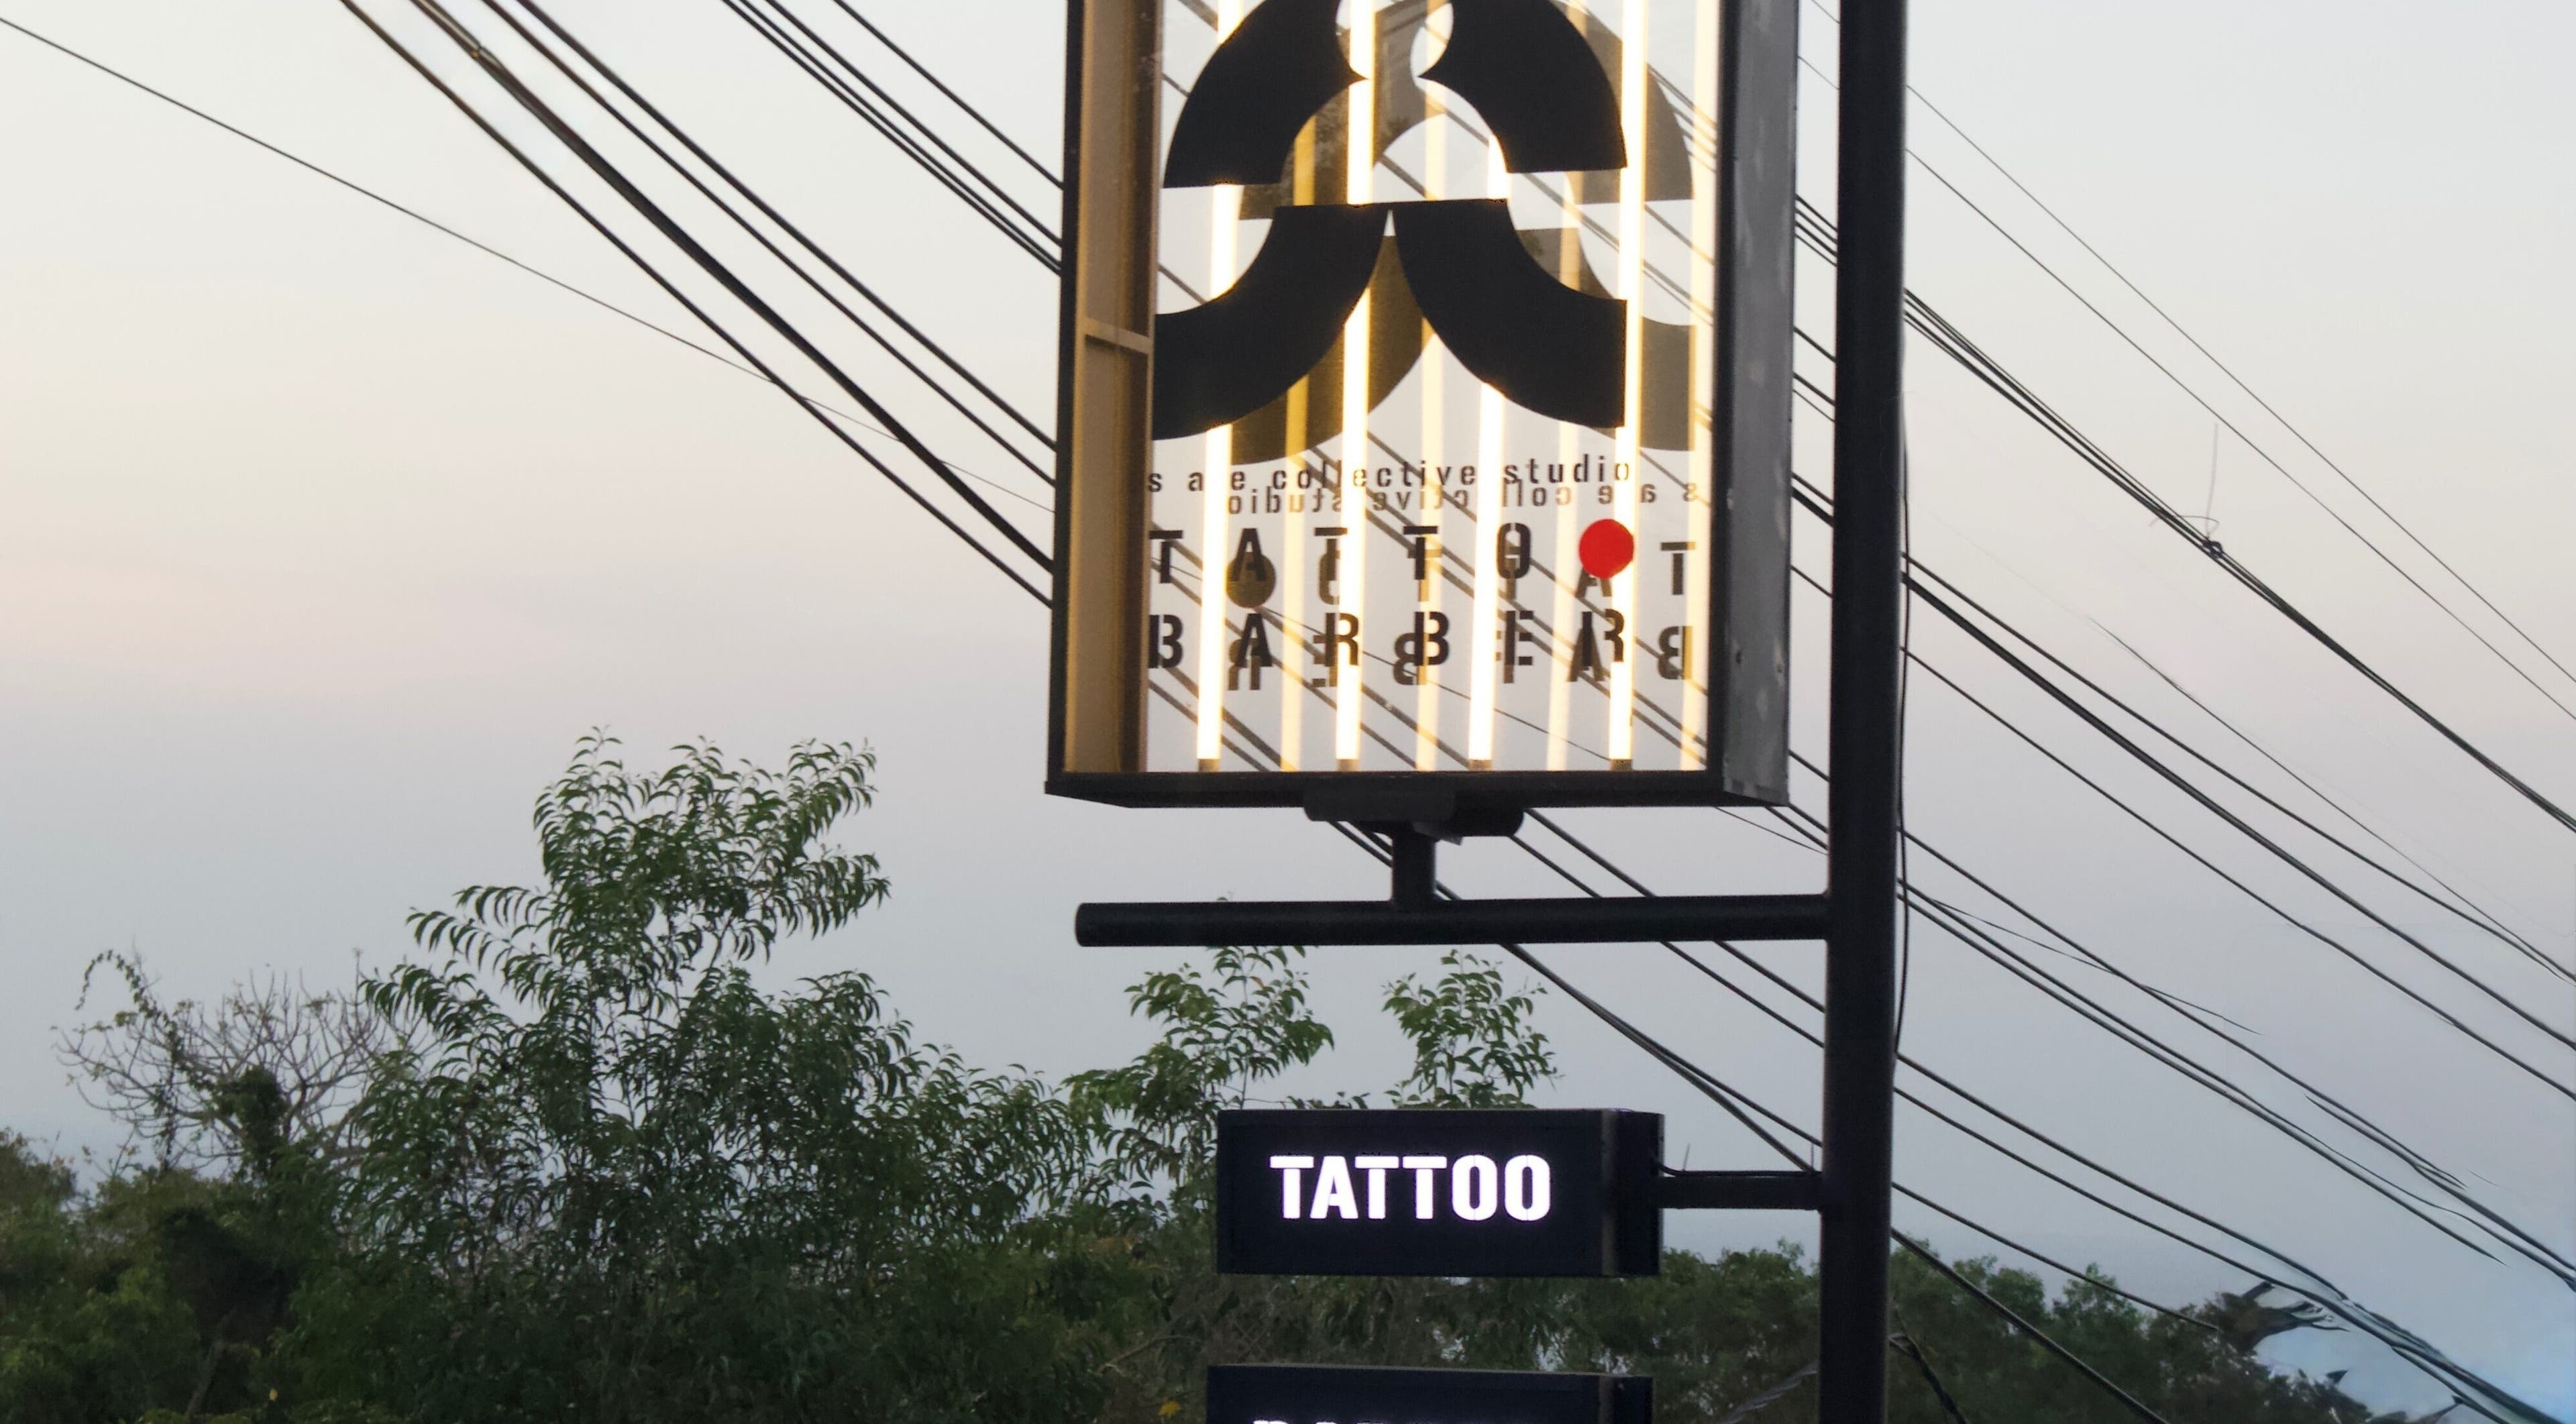 s a e collective studio
TATTO
BARBER
TATTOO